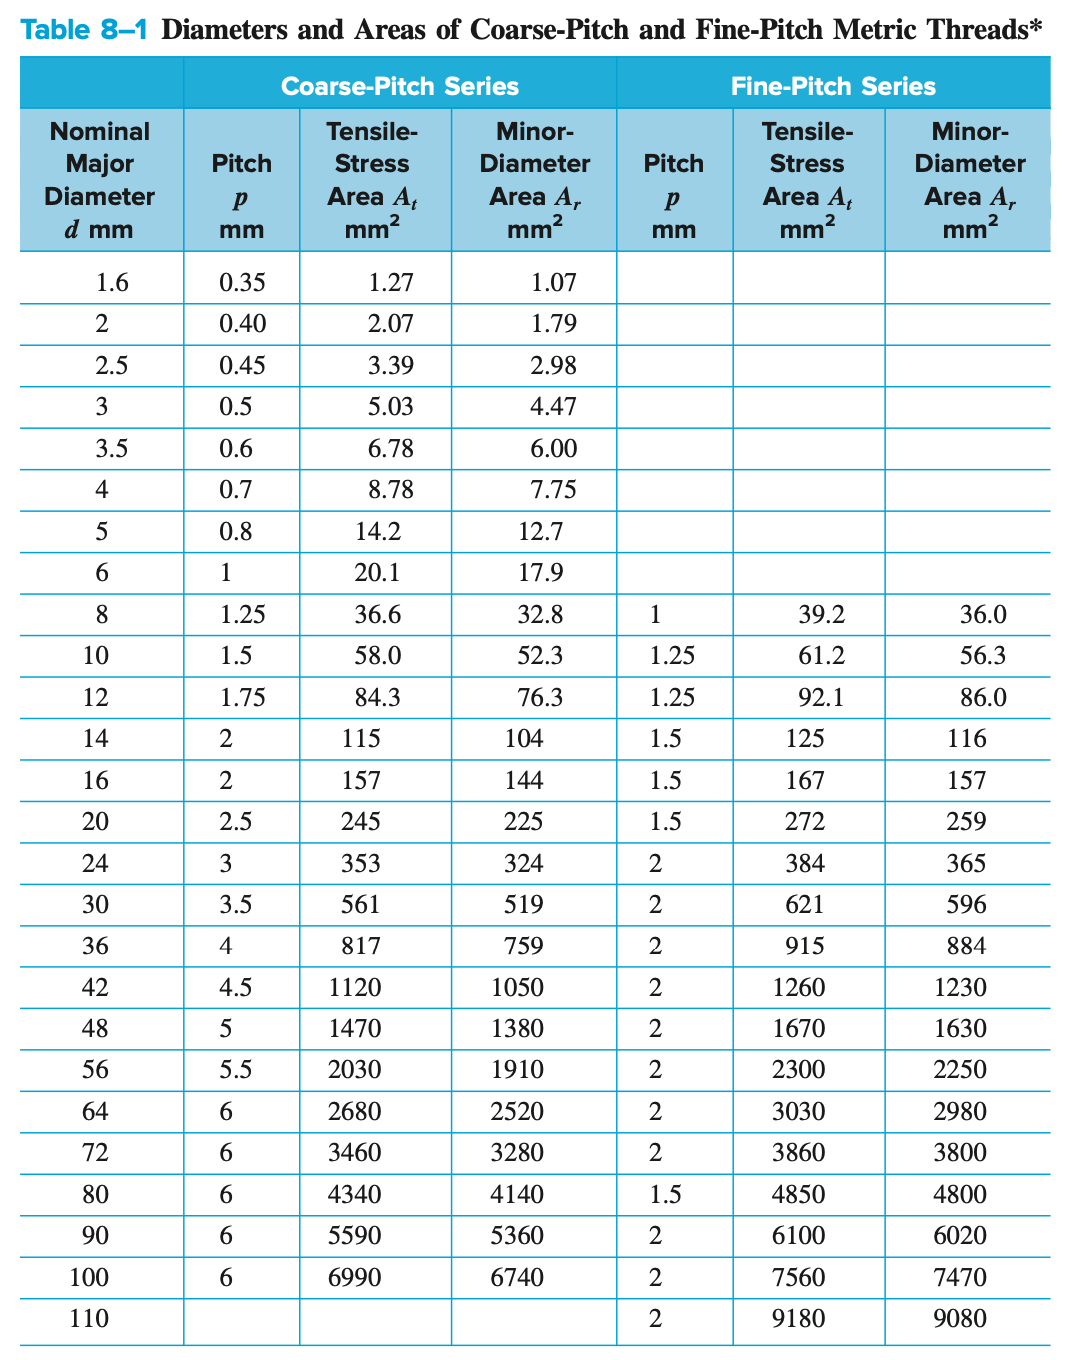 Table 8–1 Diameters and Areas of Coarse-Pitch and Fine-Pitch Metric Threads*
Coarse-Pitch Series Fine-Pitch Series
Nominal Major Diameter d mm Pitch p mm Tensile-Stress Area At mm² Minor-Diameter Area Ar mm² Pitch p mm Tensile-Stress Area At mm² Minor-Diameter Area Ar mm²
1.6 0.35 1.27 1.07
2 0.40 2.07 1.79
2.5 0.45 3.39 2.98
3 0.5 5.03 4.47
3.5 0.6 6.78 6.00
4 0.7 8.78 7.75
5 0.8 14.2 12.7
6 1 20.1 17.9
8 1.25 36.6 32.8 1 39.2 36.0
10 1.5 58.0 52.3 1.25 61.2 56.3
12 1.75 84.3 76.3 1.25 92.1 86.0
14 2 115 104 1.5 125 116
16 2 157 144 1.5 167 157
20 2.5 245 225 1.5 272 259
24 3 353 324 2 384 365
30 3.5 561 519 2 621 596
36 4 817 759 2 915 884
42 4.5 1120 1050 2 1260 1230
48 5 1470 1380 2 1670 1630
56 5.5 2030 1910 2 2300 2250
64 6 2680 2520 2 3030 2980
72 6 3460 3280 2 3860 3800
80 6 4340 4140 1.5 4850 4800
90 6 5590 5360 2 6100 6020
100 6 6990 6740 2 7560 7470
110 2 9180 9080